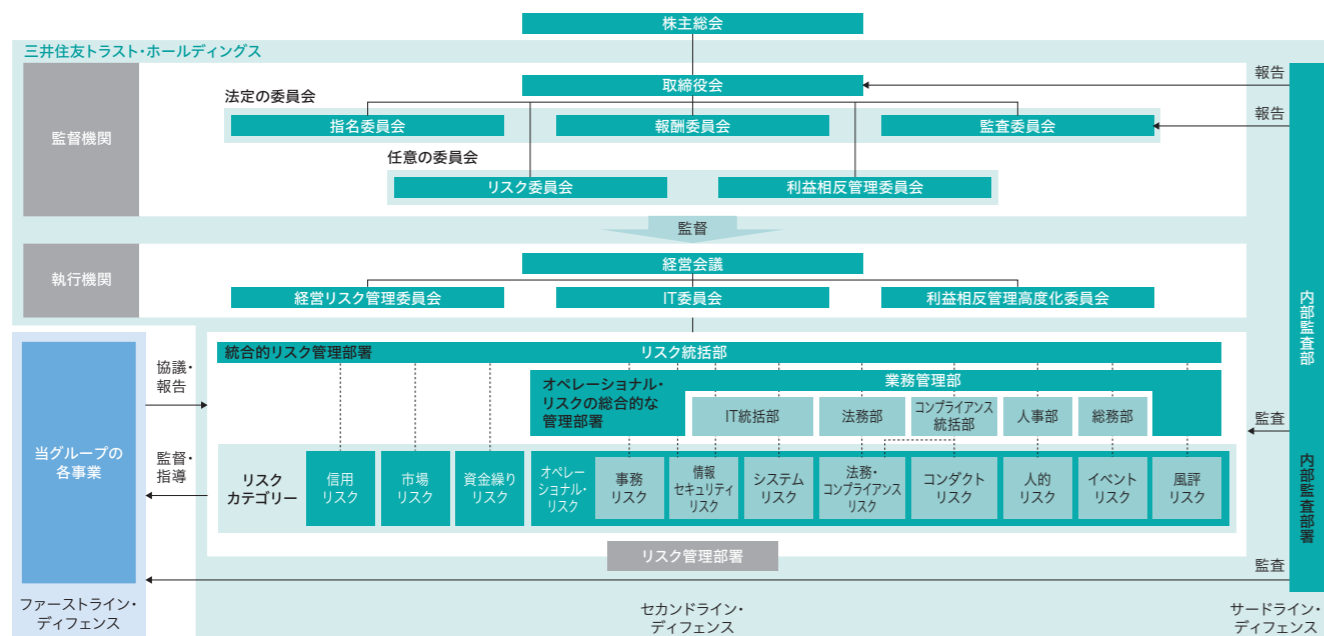 株主総会
三井住友トラスト・ホールディングス
監督機関
取締役会
報告
法定の委員会
指名委員会
報酬委員会
監査委員会
報告
任意の委員会
リスク委員会
利益相反管理委員会
監督
執行機関
経営会議
経営リスク管理委員会
IT委員会
利益相反管理高度化委員会
内部監査部
内部監査部署
当グループの
各事業
協議・
報告
監督・
指導
統合的リスク管理部署
リスク統括部
オペレーショナル・
リスクの総合的な
管理部署
業務管理部
IT統括部
法務部
コンプライアンス
統括部
人事部
総務部
監査
リスク
カテゴリー
信用
リスク
市場
リスク
資金繰り
リスク
オペレー
ショナル・
リスク
事務
リスク
情報
セキュリティ
リスク
システム
リスク
法務・
コンプライアンス
リスク
コンダクト
リスク
人的
リスク
イベント
リスク
風評
リスク
リスク管理部署
監査
ファーストライン・
ディフェンス
セカンドライン・
ディフェンス
サードライン・
ディフェンス